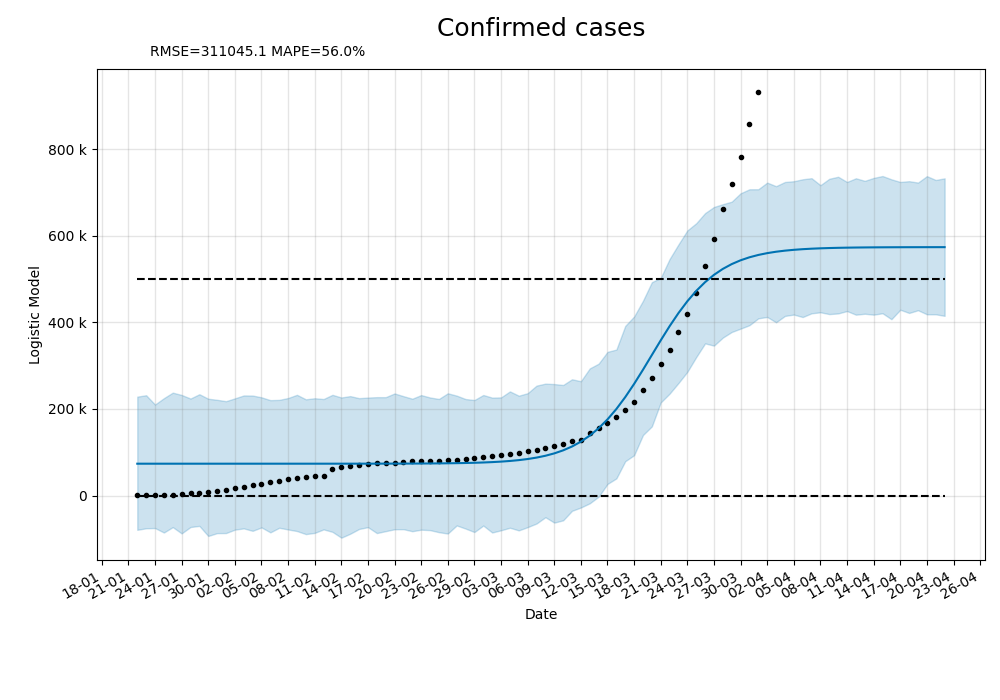 Confirmed cases
RMSE=311045.1 MAPE=56.0%
800 k
600 k
400 k
200 k
0
Logistic Model
18-01 21-01 24-01 27-01 30-01 02-02 05-02 08-02 11-02 14-02 17-02 20-02 23-02 26-02 29-02 03-03 06-03 09-03 12-03 15-03 18-03 21-03 24-03 27-03 30-03 02-04 05-04 08-04 11-04 14-04 17-04 20-04 23-04 26-04
Date